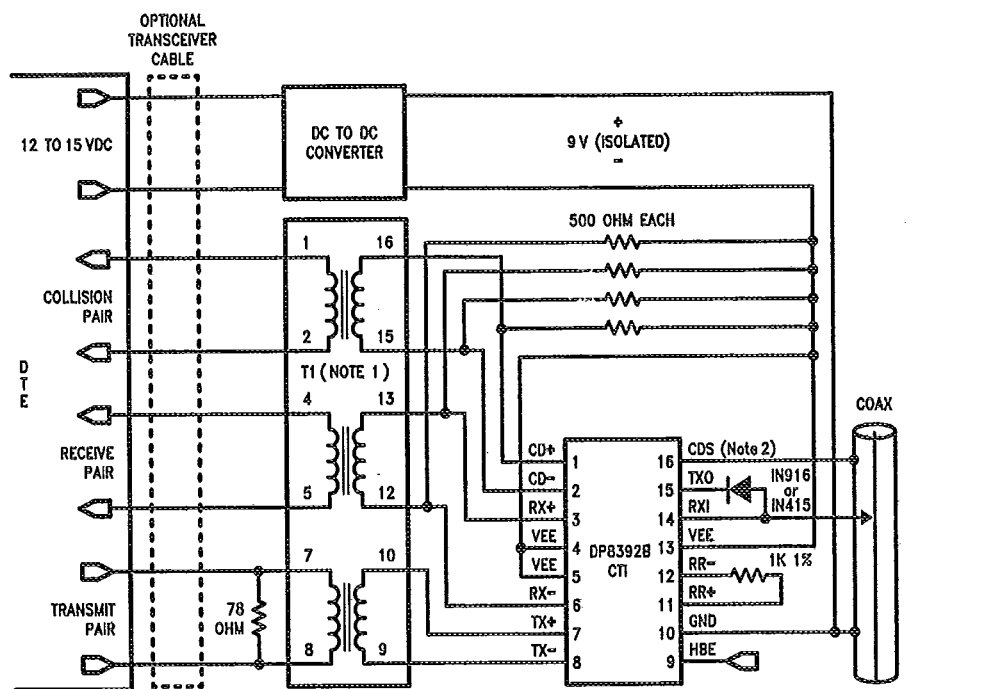 OPTIONAL
TRANSCEIVER
CABLE
12 TO 15 VDC
DC TO DC
CONVERTER
+
9 V (ISOLATED)
-
500 OHM EACH
1
16
COLLISION
PAIR
2
15
T1 (NOTE 1)
DTE
4
13
RECEIVE
PAIR
5
12
7
10
TRANSMIT
PAIR
78
OHM
8
9
COAX
CD+
1
16
CDS (Note 2)
CD-
2
15
TXO
IN916
or
IN415
RX+
3
14
RXI
VEE
4
13
VEE
DP8392B
CTI
1K 1%
VEE
5
12
RR-
RX-
6
11
RR+
TX+
7
10
GND
TX-
8
9
HBE